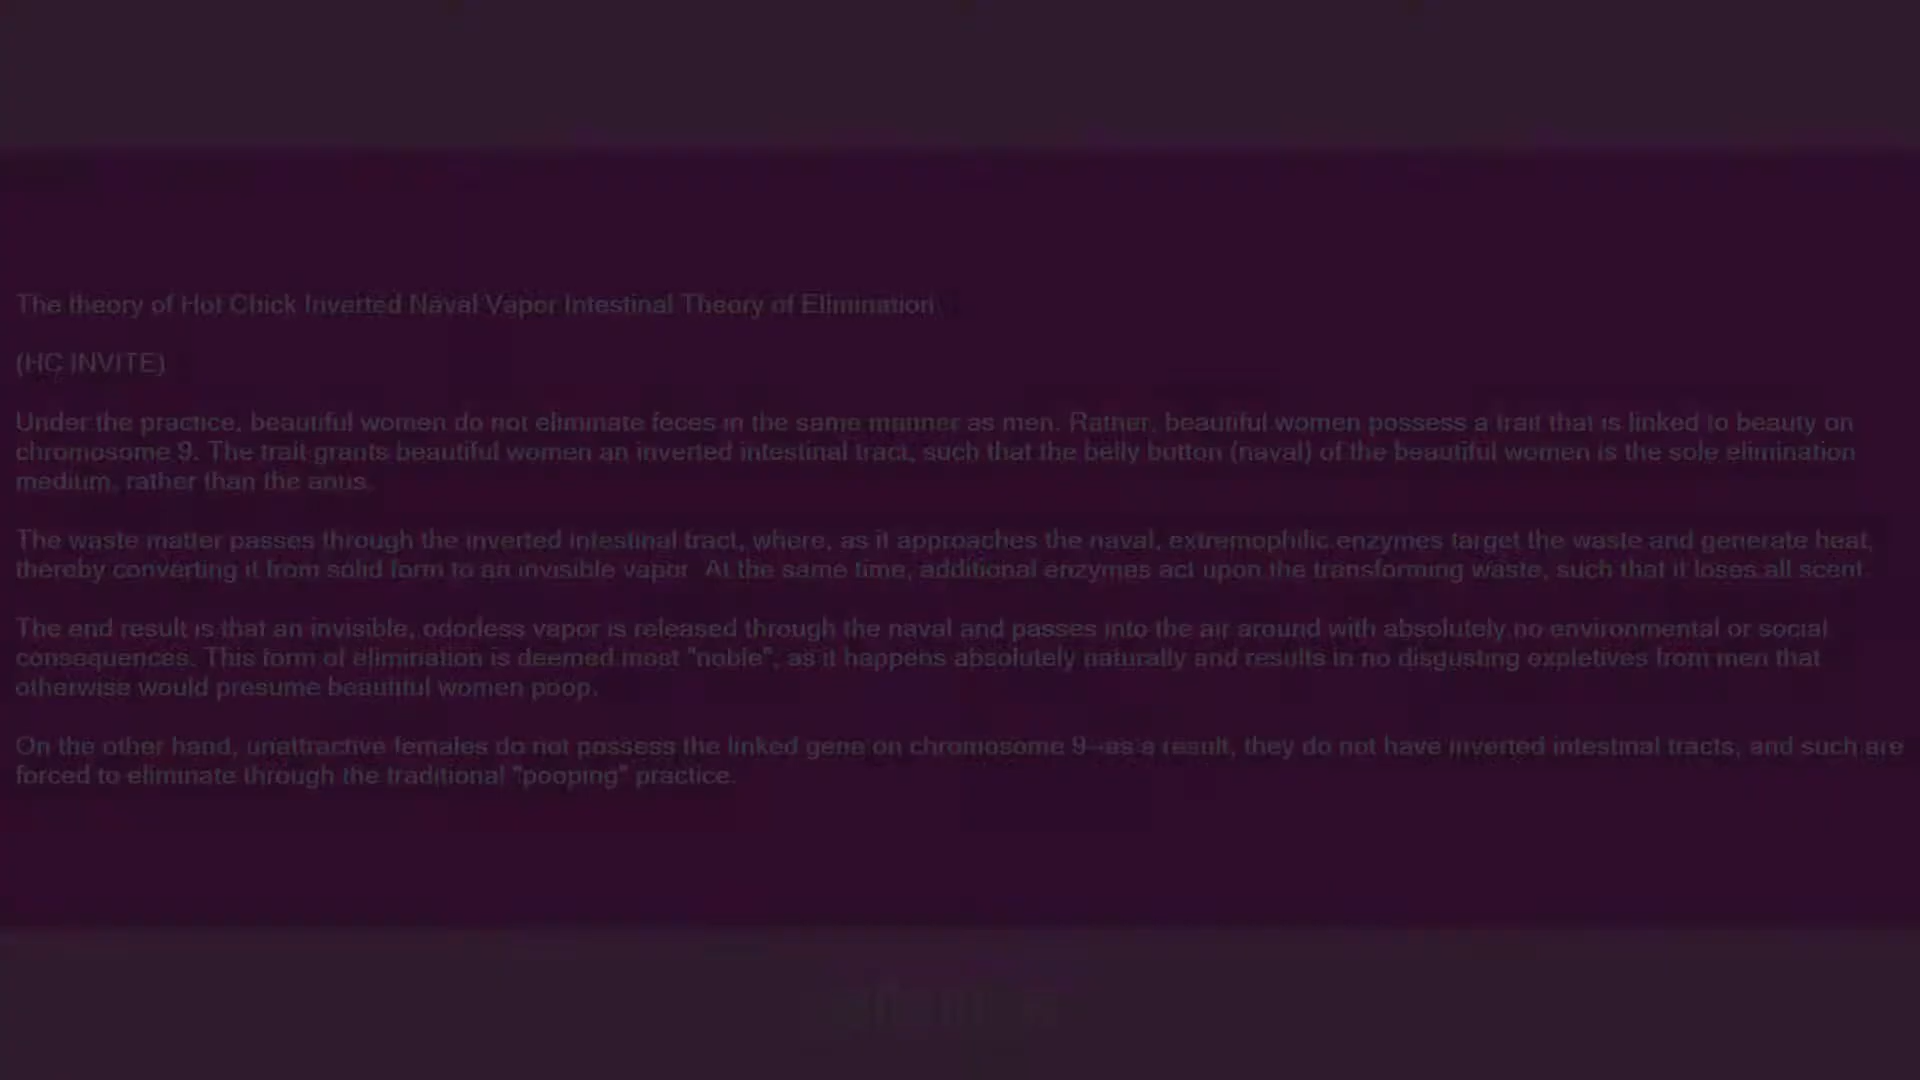 The theory of Hot Chick Inverted Naval Vapor Intestinal Theory of Elimination
(HC INVITE)
Under the practice, beautiful women do not eliminate feces in the same manner as men. Rather, beautiful women possess a trait that is linked to beauty on
chromosome 9. The trait grants beautiful women an inverted intestinal tract, such that the belly button (naval) of the beautiful women is the sole elimination
medium, rather than the anus.
The waste matter passes through the inverted intestinal tract, where, as it approaches the naval, extremophilic enzymes target the waste and generate heat,
thereby converting it from solid form to an invisible vapor. At the same time, additional enzymes act upon the transforming waste, such that it loses all scent.
The end result is that an invisible, odorless vapor is released through the naval and passes into the air around with absolutely no environmental or social
consequences. This form of elimination is deemed most "noble", as it happens absolutely naturally and results in no disgusting expletives from men that
otherwise would presume beautiful women poop.
On the other hand, unattractive females do not possess the linked gene on chromosome 9--as a result, they do not have inverted intestinal tracts, and such are
forced to eliminate through the traditional "pooping" practice.